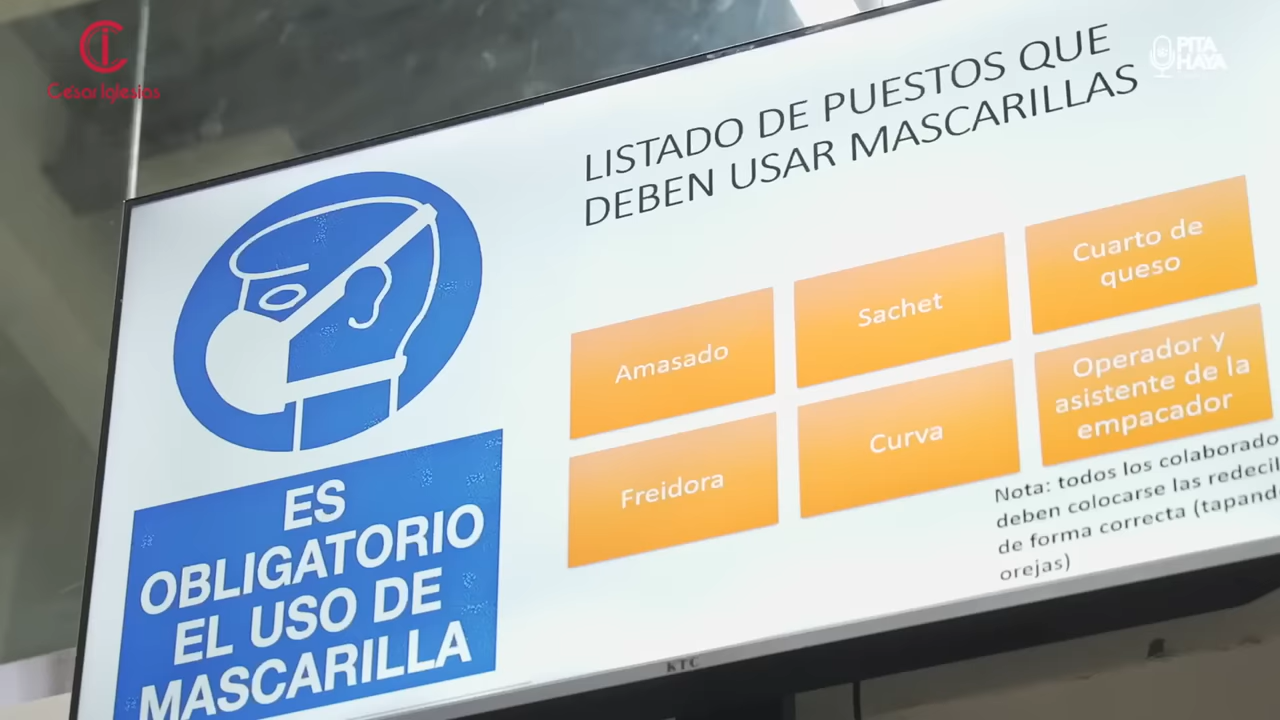 César Iglesias
PITA
HAYA
LISTADO DE PUESTOS QUE
DEBEN USAR MASCARILLAS
Amasado
Sachet
Cuarto de
queso
Freidora
Curva
Operador y
asistente de la
empacador
Nota: todos los colaborado
deben colocarse las redecil
de forma correcta (tapand
orejas)
ES
OBLIGATORIO
EL USO DE
MASCARILLA
KTC